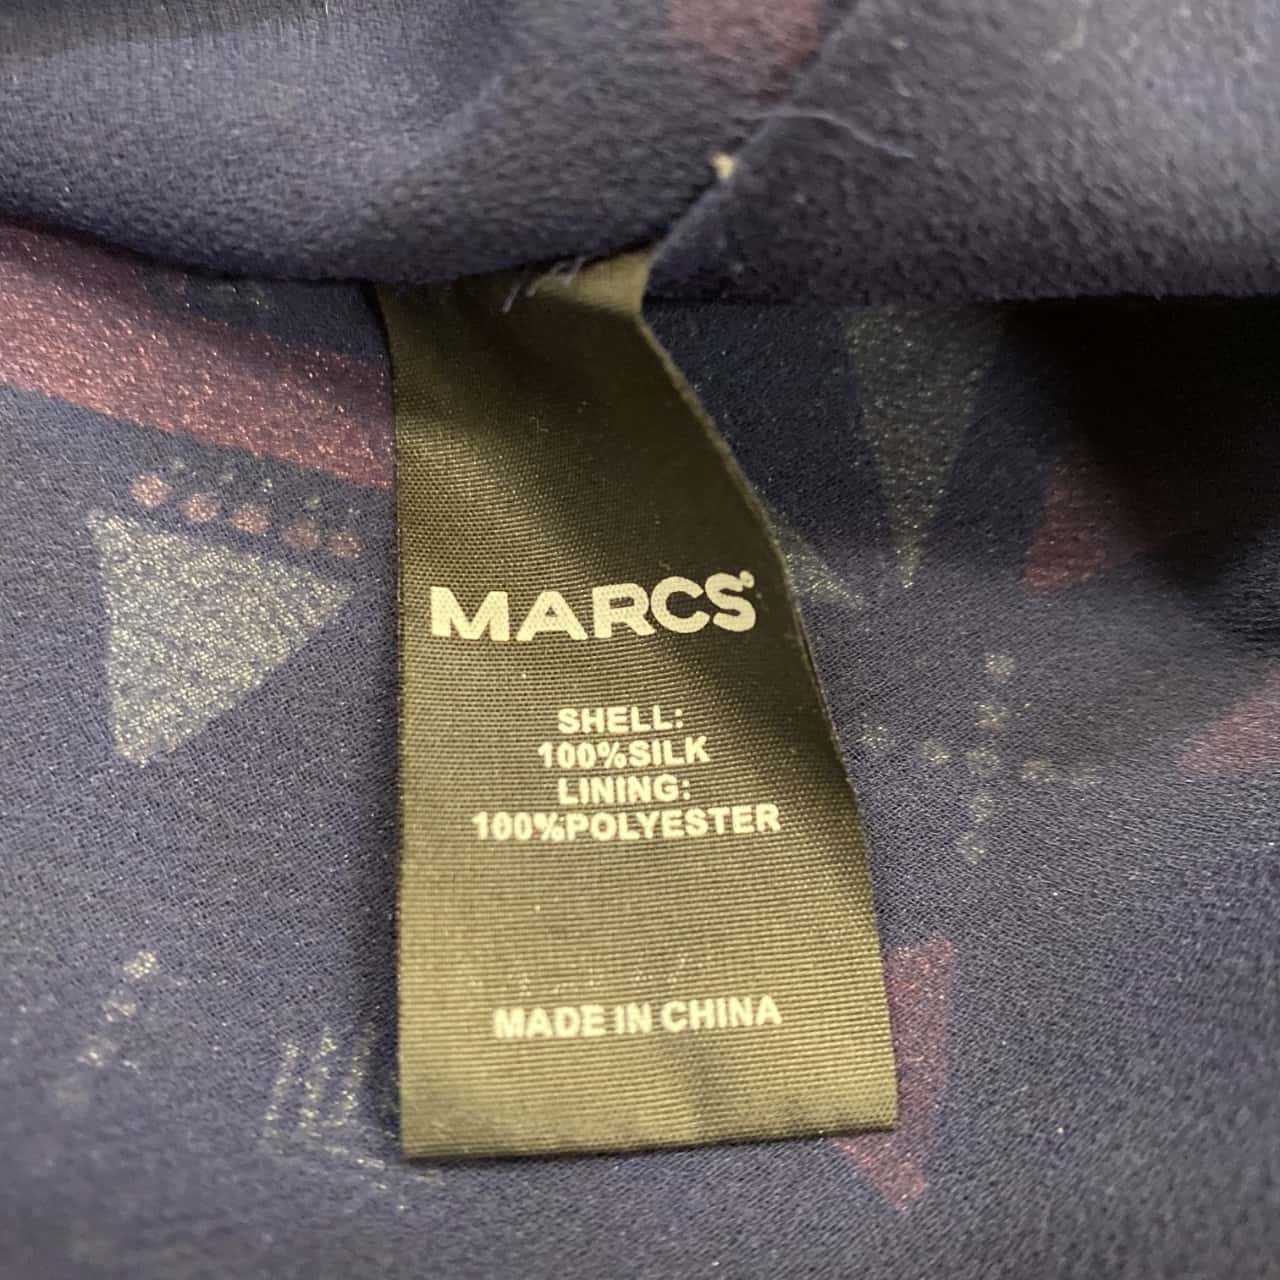 MARCS
SHELL:
100%SILK
LINING:
100%POLYESTER
MADE IN CHINA